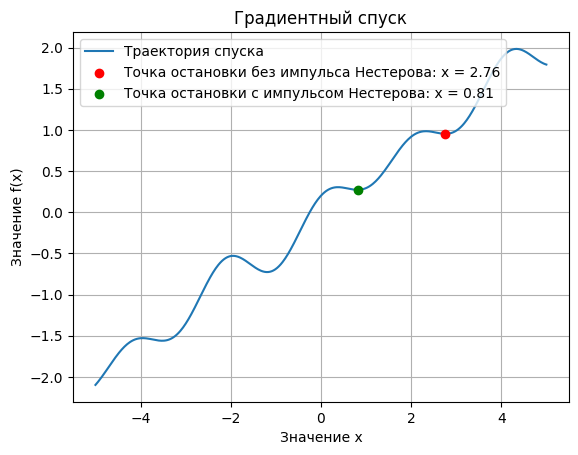 Градиентный спуск
Траектория спуска
Точка остановки без импульса Нестерова: x = 2.76
Точка остановки с импульсом Нестерова: x = 0.81
Значение f(x)
2.0
1.5
1.0
0.5
0.0
−0.5
−1.0
−1.5
−2.0
−4
−2
0
2
4
Значение x